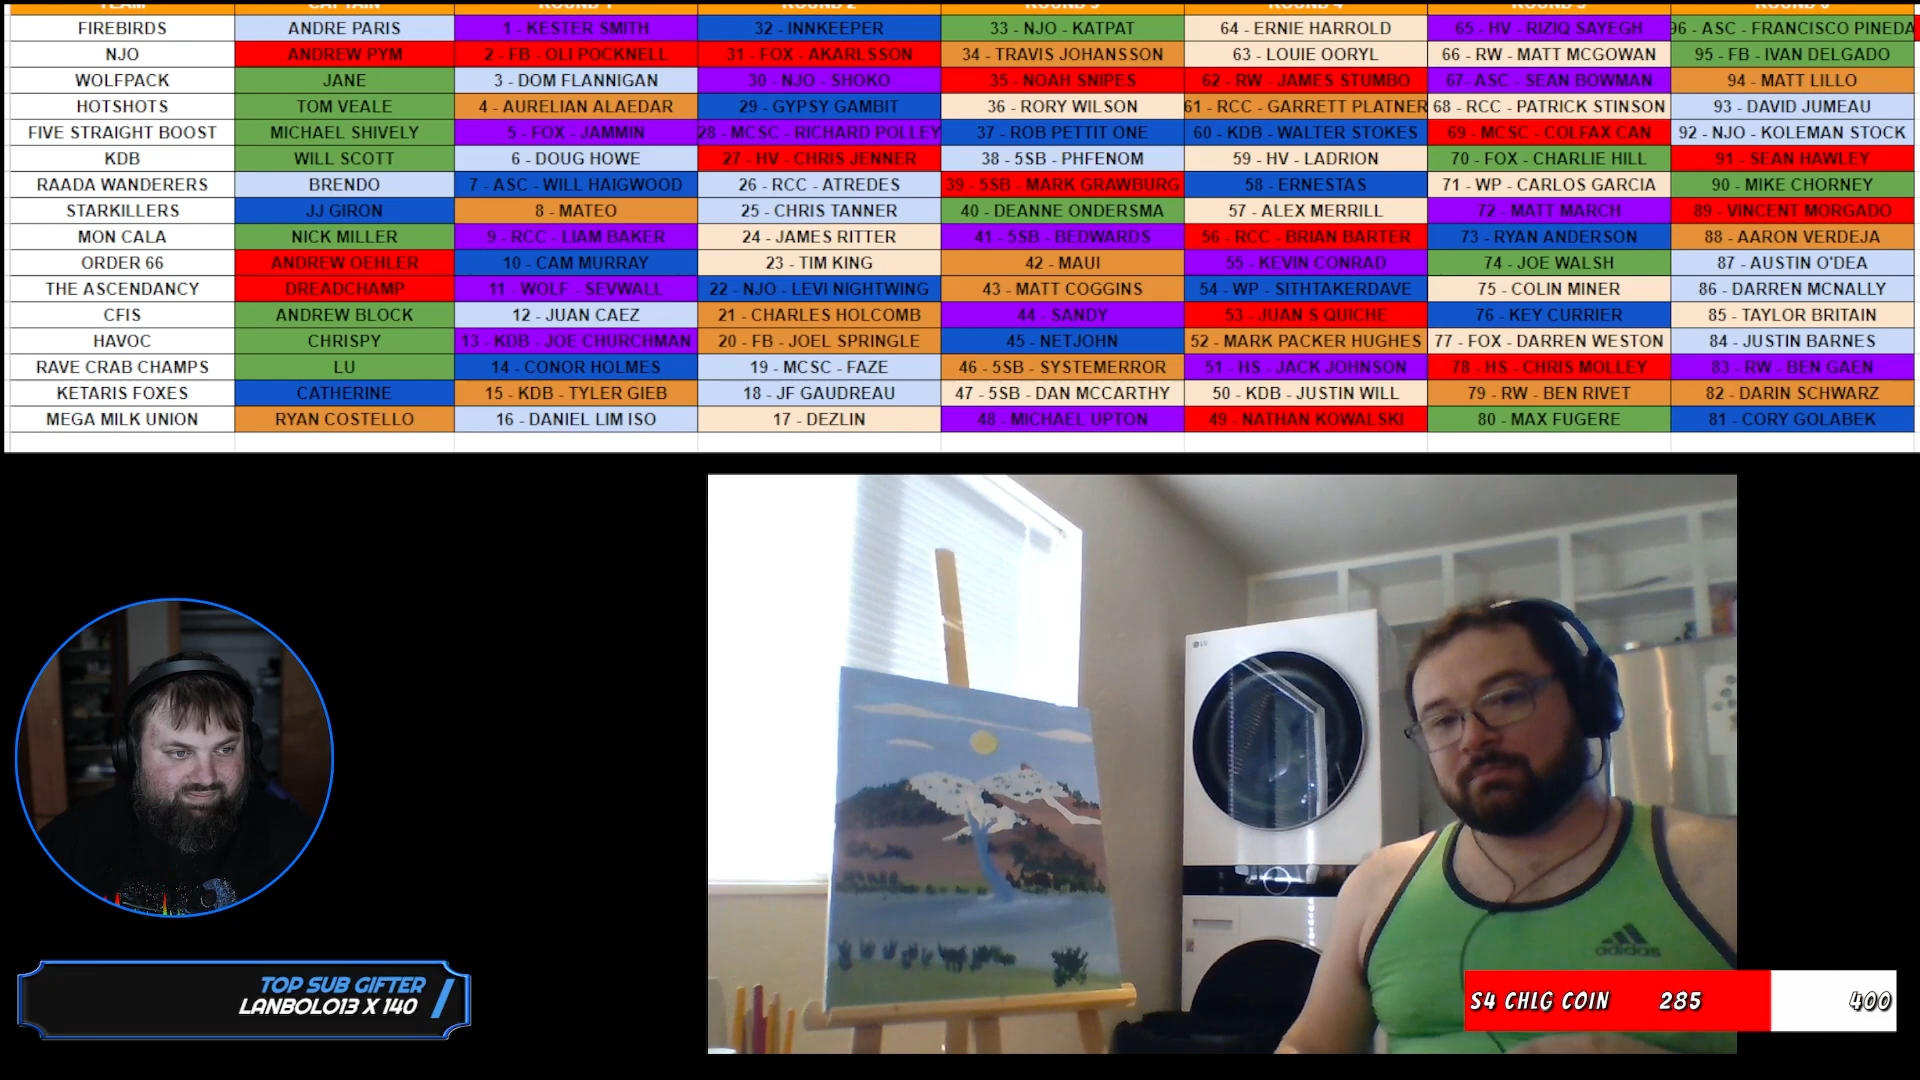 TEAM CAPTAIN ROUND 1 ROUND 2 ROUND 3 ROUND 4 ROUND 5 ROUND 6
FIREBIRDS ANDRE PARIS 1 - KESTER SMITH 32 - INNKEEPER 33 - NJO - KATPAT 64 - ERNIE HARROLD 65 - HV - RIZIQ SAYEGH 96 - ASC - FRANCISCO PINEDA
NJO ANDREW PYM 2 - FB - OLI POCKNELL 31 - FOX - AKARLSSON 34 - TRAVIS JOHANSSON 63 - LOUIE OORYL 66 - RW - MATT MCGOWAN 95 - FB - IVAN DELGADO
WOLFPACK JANE 3 - DOM FLANNIGAN 30 - NJO - SHOKO 35 - NOAH SNIPES 62 - RW - JAMES STUMBO 67 - ASC - SEAN BOWMAN 94 - MATT LILLO
HOTSHOTS TOM VEALE 4 - AURELIAN ALAEDAR 29 - GYPSY GAMBIT 36 - RORY WILSON 61 - RCC - GARRETT PLATNER 68 - RCC - PATRICK STINSON 93 - DAVID JUMEAU
FIVE STRAIGHT BOOST MICHAEL SHIVELY 5 - FOX - JAMMIN 28 - MCSC - RICHARD POLLEY 37 - ROB PETTIT ONE 60 - KDB - WALTER STOKES 69 - MCSC - COLFAX CAN 92 - NJO - KOLEMAN STOCK
KDB WILL SCOTT 6 - DOUG HOWE 27 - HV - CHRIS JENNER 38 - 5SB - PHFENOM 59 - HV - LADRION 70 - FOX - CHARLIE HILL 91 - SEAN HAWLEY
RAADA WANDERERS BRENDO 7 - ASC - WILL HAIGWOOD 26 - RCC - ATREDES 39 - 5SB - MARK GRAWBURG 58 - ERNESTAS 71 - WP - CARLOS GARCIA 90 - MIKE CHORNEY
STARKILLERS JJ GIRON 8 - MATEO 25 - CHRIS TANNER 40 - DEANNE ONDERSMA 57 - ALEX MERRILL 72 - MATT MARCH 89 - VINCENT MORGADO
MON CALA NICK MILLER 9 - RCC - LIAM BAKER 24 - JAMES RITTER 41 - 5SB - BEDWARDS 56 - RCC - BRIAN BARTER 73 - RYAN ANDERSON 88 - AARON VERDEJA
ORDER 66 ANDREW OEHLER 10 - CAM MURRAY 23 - TIM KING 42 - MAUI 55 - KEVIN CONRAD 74 - JOE WALSH 87 - AUSTIN O'DEA
THE ASCENDANCY DREADCHAMP 11 - WOLF - SEVWALL 22 - NJO - LEVI NIGHTWING 43 - MATT COGGINS 54 - WP - SITHTAKERDAVE 75 - COLIN MINER 86 - DARREN MCNALLY
CFIS ANDREW BLOCK 12 - JUAN CAEZ 21 - CHARLES HOLCOMB 44 - SANDY 53 - JUAN S QUICHE 76 - KEY CURRIER 85 - TAYLOR BRITAIN
HAVOC CHRISPY 13 - KDB - JOE CHURCHMAN 20 - FB - JOEL SPRINGLE 45 - NETJOHN 52 - MARK PACKER HUGHES 77 - FOX - DARREN WESTON 84 - JUSTIN BARNES
RAVE CRAB CHAMPS LU 14 - CONOR HOLMES 19 - MCSC - FAZE 46 - 5SB - SYSTEMERROR 51 - HS - JACK JOHNSON 78 - HS - CHRIS MOLLEY 83 - RW - BEN GAEN
KETARIS FOXES CATHERINE 15 - KDB - TYLER GIEB 18 - JF GAUDREAU 47 - 5SB - DAN MCCARTHY 50 - KDB - JUSTIN WILL 79 - RW - BEN RIVET 82 - DARIN SCHWARZ
MEGA MILK UNION RYAN COSTELLO 16 - DANIEL LIM ISO 17 - DEZLIN 48 - MICHAEL UPTON 49 - NATHAN KOWALSKI 80 - MAX FUGERE 81 - CORY GOLABEK
LG
adidas
TOP SUB GIFTER
LANBOLO13 X 140
S4 CHLG COIN 285 400